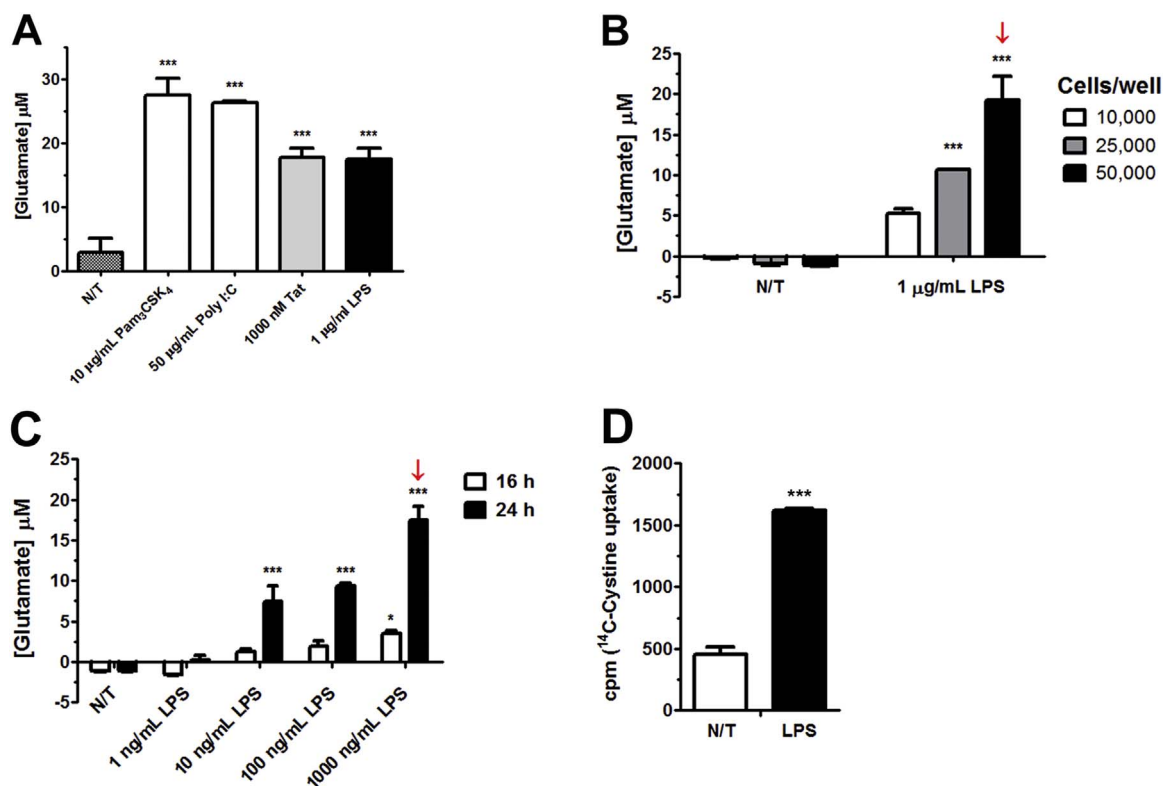 A
[Glutamate] μM
30
20
10
0
***
***
***
***
N/T
10 μg/mL Pam₃CSK₄
50 μg/mL Poly I:C
1000 nM Tat
1 μg/ml LPS
B
[Glutamate] μM
25
20
15
10
5
0
-5
***
↓
***
N/T
1 μg/mL LPS
Cells/well
10,000
25,000
50,000
C
[Glutamate] μM
25
20
15
10
5
0
-5
***
***
*
↓
***
16 h
24 h
N/T
1 ng/mL LPS
10 ng/mL LPS
100 ng/mL LPS
1000 ng/mL LPS
D
cpm (¹⁴C-Cystine uptake)
2000
1500
1000
500
0
***
N/T
LPS